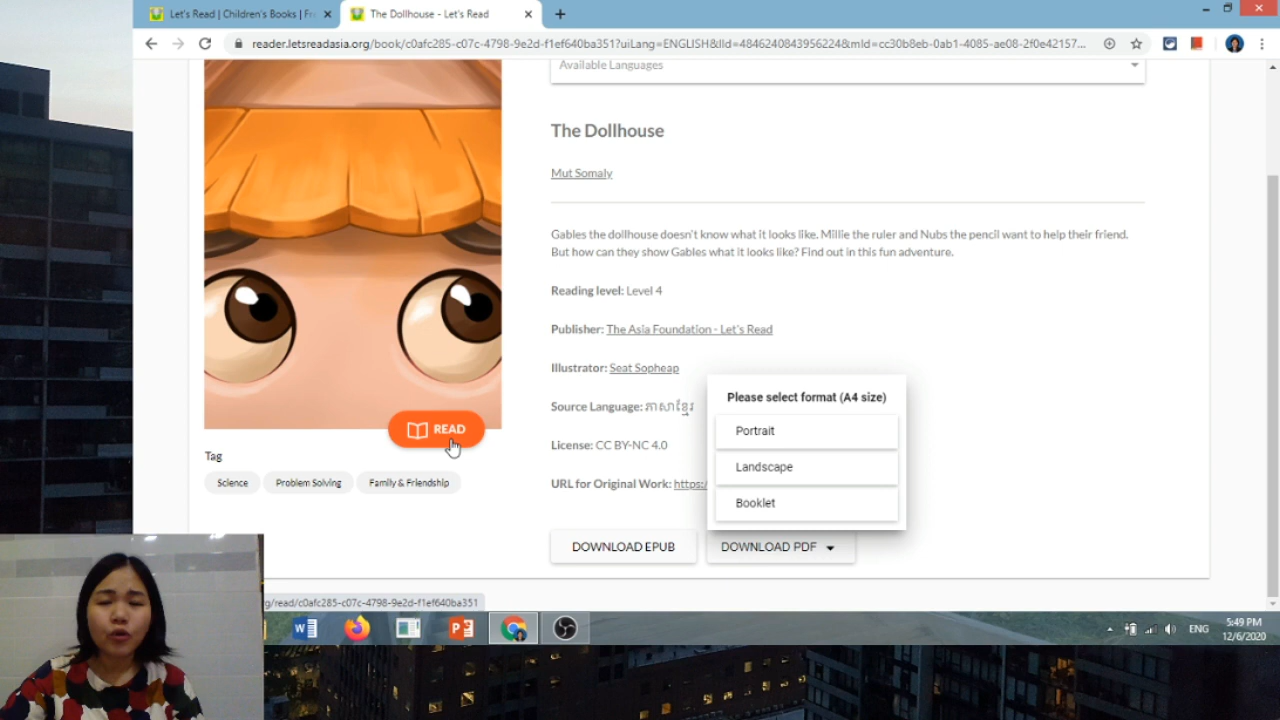 Let's Read | Children's Books | Fr
The Dollhouse - Let's Read
reader.letsreadasia.org/book/c0afc285-c07c-4798-9e2d-f1ef640ba351?uiLang=ENGLISH&lId=4846240843956224&mId=cc30b8eb-0ab1-4085-ae08-2f0e42157...
Available Languages
The Dollhouse
Mut Somaly
Gables the dollhouse doesn't know what it looks like. Millie the ruler and Nubs the pencil want to help their friend.
But how can they show Gables what it looks like? Find out in this fun adventure.
Reading level: Level 4
Publisher: The Asia Foundation - Let's Read
Illustrator: Seat Sopheap
Source Language: ភាសាខ្មែរ
License: CC BY-NC 4.0
URL for Original Work: https:/
Please select format (A4 size)
Portrait
Landscape
Booklet
DOWNLOAD EPUB
DOWNLOAD PDF
READ
Tag
Science
Problem Solving
Family & Friendship
rg/read/c0afc285-c07c-4798-9e2d-f1ef640ba351
ENG
5:49 PM
12/6/2020